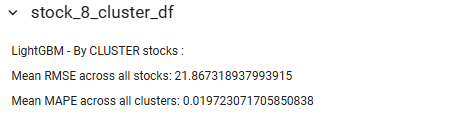 stock_8_cluster_df
LightGBM - By CLUSTER stocks :
Mean RMSE across all stocks: 21.867318937993915
Mean MAPE across all clusters: 0.019723071705850838